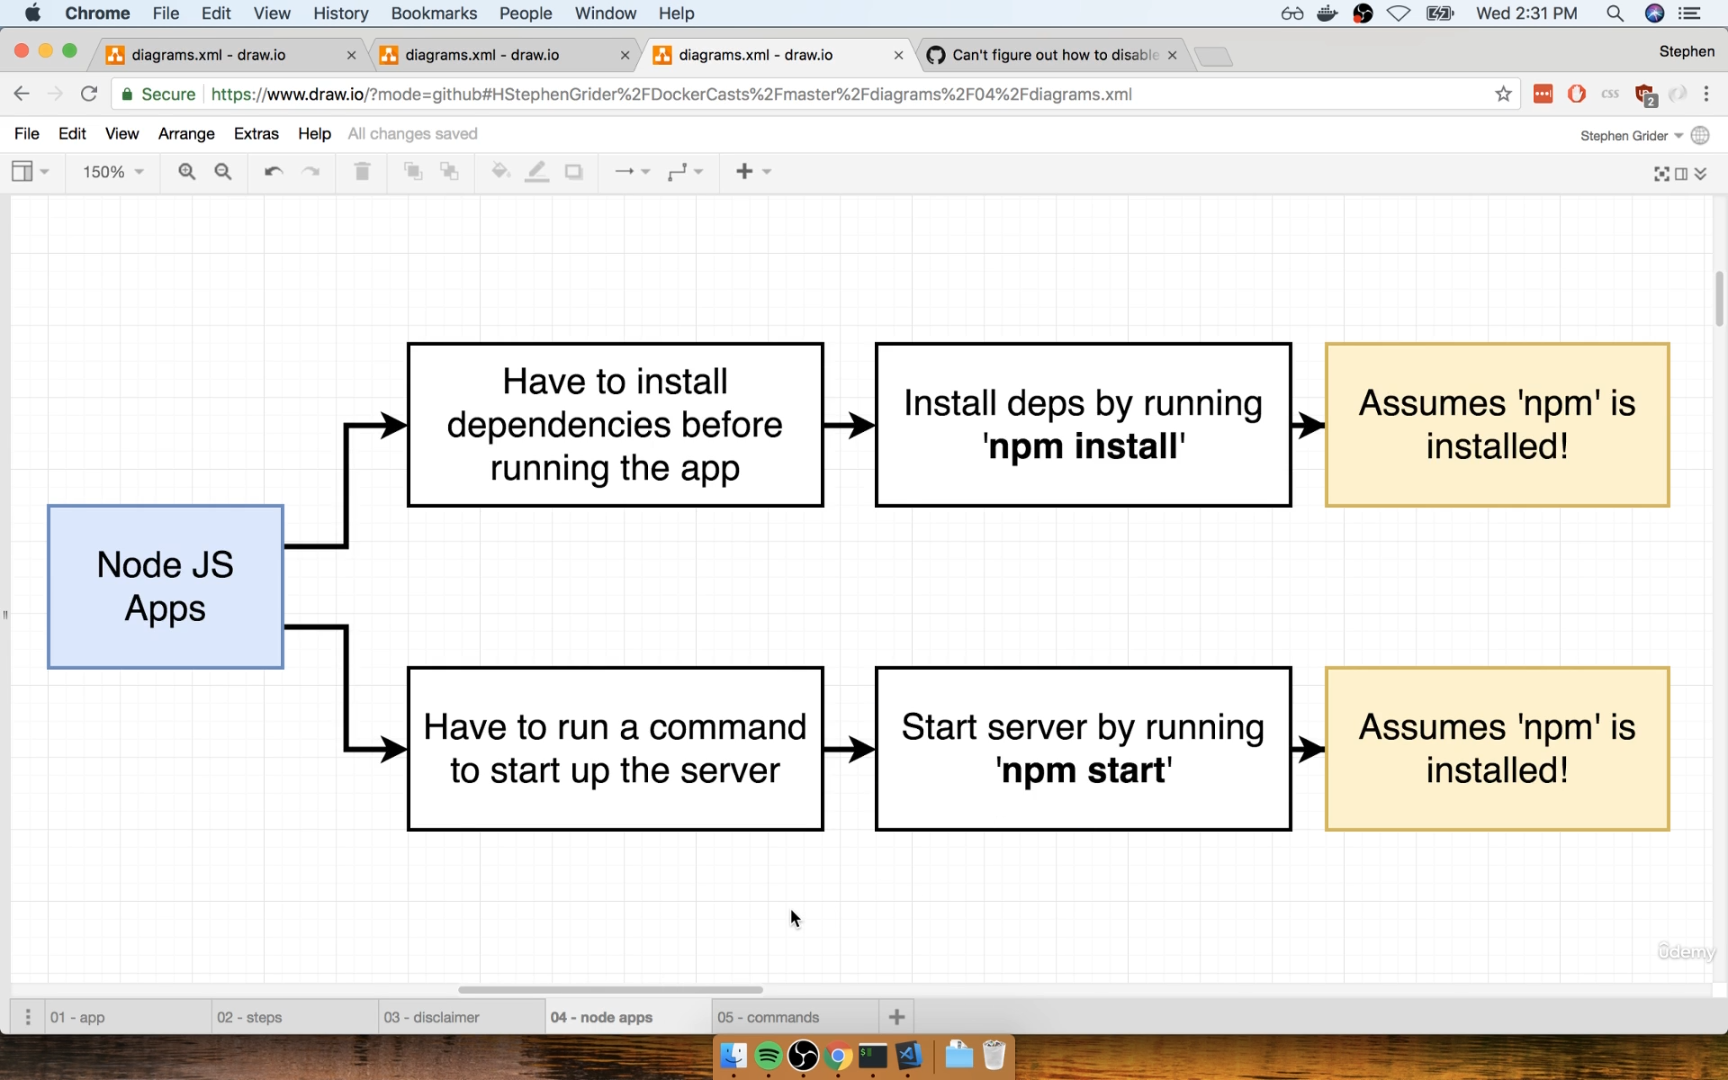 Chrome File Edit View History Bookmarks People Window Help
Wed 2:31 PM
diagrams.xml - draw.io
diagrams.xml - draw.io
diagrams.xml - draw.io
Can't figure out how to disable
Stephen
Secure https://www.draw.io/?mode=github#HStephenGrider%2FDockerCasts%2Fmaster%2Fdiagrams%2F04%2Fdiagrams.xml
css
2
File Edit View Arrange Extras Help All changes saved
Stephen Grider
150%
Have to install
dependencies before
running the app
Install deps by running
'npm install'
Assumes 'npm' is
installed!
Node JS
Apps
Have to run a command
to start up the server
Start server by running
'npm start'
Assumes 'npm' is
installed!
ûdemy
01 - app
02 - steps
03 - disclaimer
04 - node apps
05 - commands